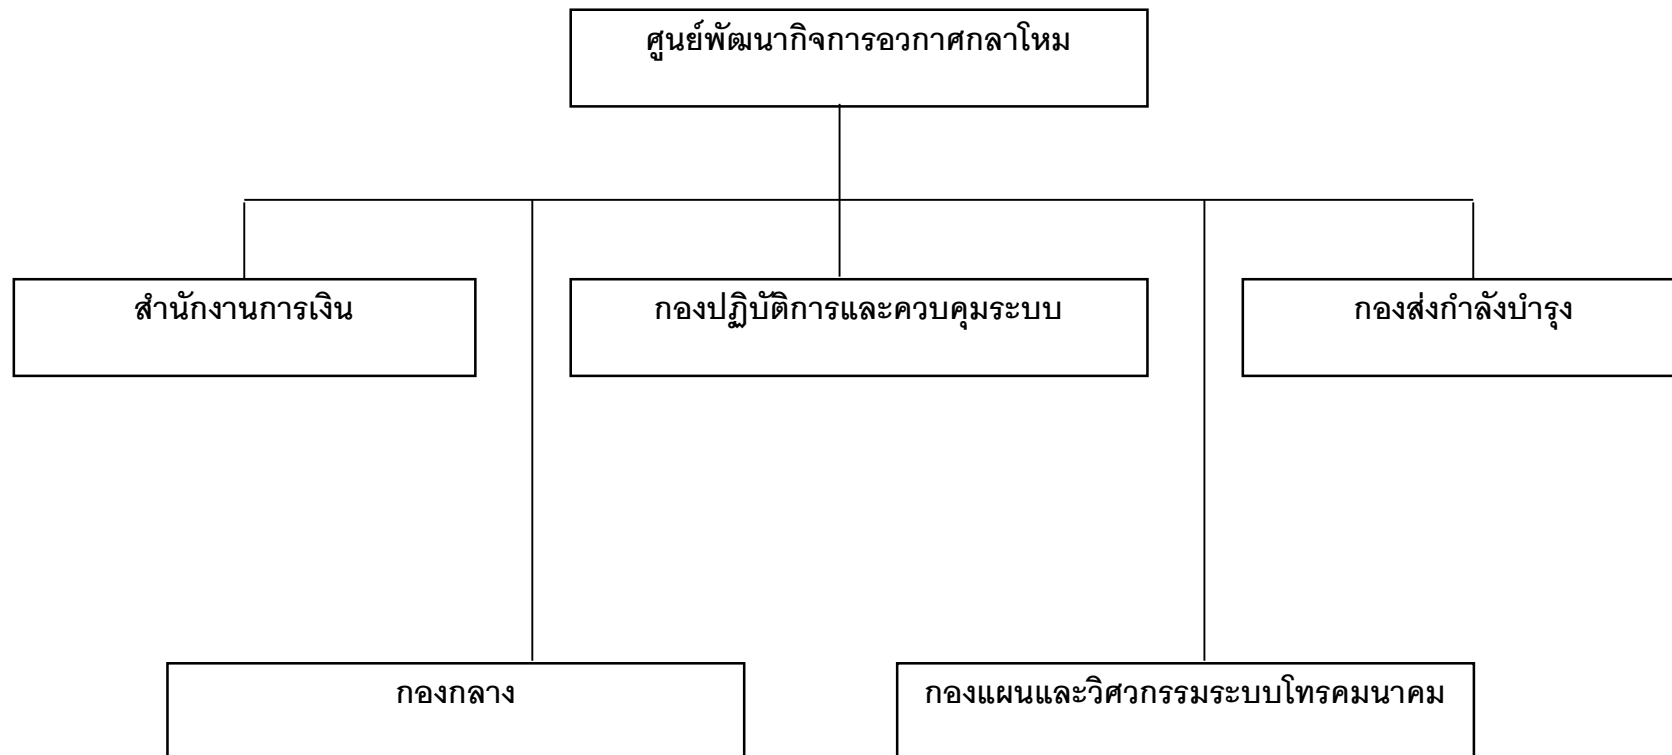 ศูนย์พัฒนากิจการอวกาศกลาโหม
สำนักงานการเงิน
กองปฏิบัติการและควบคุมระบบ
กองส่งกำลังบำรุง
กองกลาง
กองแผนและวิศวกรรมระบบโทรคมนาคม